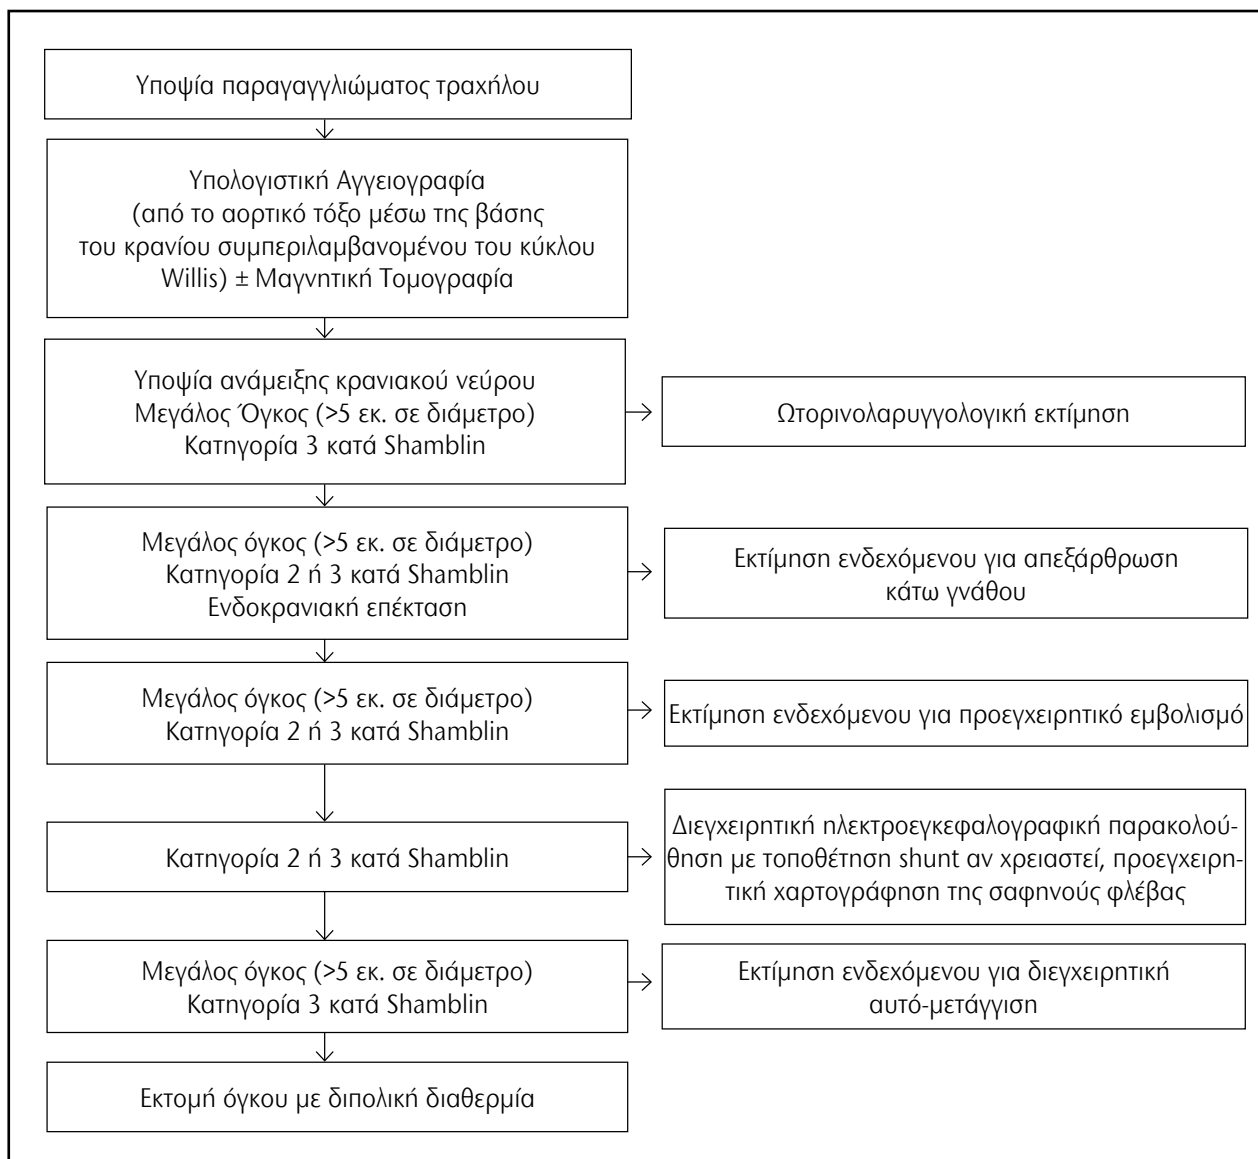 Υποψία παραγαγγλιώματος τραχήλου
Υπολογιστική Αγγειογραφία
(από το αορτικό τόξο μέσω της βάσης
του κρανίου συμπεριλαμβανομένου του κύκλου
Willis) ± Μαγνητική Τομογραφία
Υποψία ανάμειξης κρανιακού νεύρου
Μεγάλος Όγκος (>5 εκ. σε διάμετρο)
Κατηγορία 3 κατά Shamblin
Ωτορινολαρυγγολογική εκτίμηση
Μεγάλος όγκος (>5 εκ. σε διάμετρο)
Κατηγορία 2 ή 3 κατά Shamblin
Ενδοκρανιακή επέκταση
Εκτίμηση ενδεχόμενου για απεξάρθρωση
κάτω γνάθου
Μεγάλος όγκος (>5 εκ. σε διάμετρο)
Κατηγορία 2 ή 3 κατά Shamblin
Εκτίμηση ενδεχόμενου για προεγχειρητικό εμβολισμό
Κατηγορία 2 ή 3 κατά Shamblin
Διεγχειρητική ηλεκτροεγκεφαλογραφική παρακολού-
θηση με τοποθέτηση shunt αν χρειαστεί, προεγχειρη-
τική χαρτογράφηση της σαφηνούς φλέβας
Μεγάλος όγκος (>5 εκ. σε διάμετρο)
Κατηγορία 3 κατά Shamblin
Εκτίμηση ενδεχόμενου για διεγχειρητική
αυτό-μετάγγιση
Εκτομή όγκου με διπολική διαθερμία